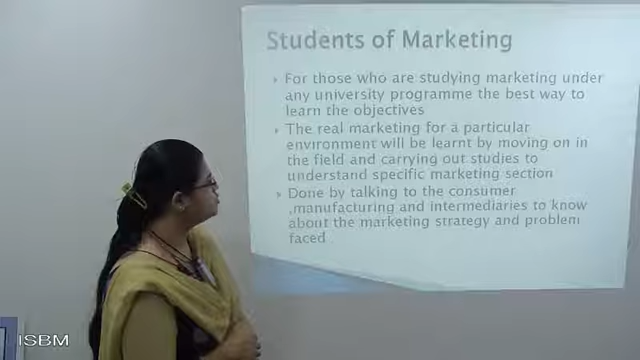 Students of Marketing
For those who are studying marketing under
any university programme the best way to
learn the objectives
The real marketing for a particular
environment will be learnt by moving on in
the field and carrying out studies to
understand specific marketing section
Done by talking to the consumer
,manufacturing and intermediaries to know
about the marketing strategy and problem
faced
ISBM